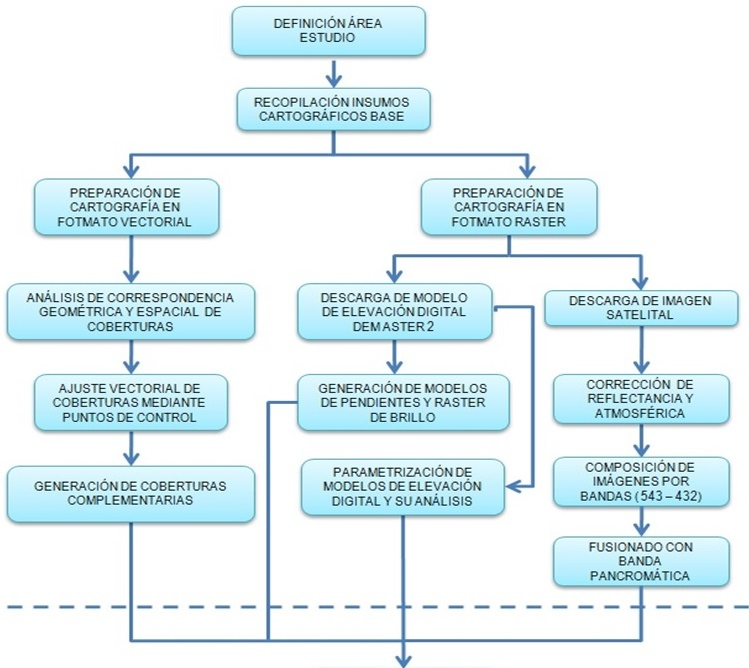 DEFINICIÓN ÁREA
ESTUDIO
RECOPILACIÓN INSUMOS
CARTOGRÁFICOS BASE
PREPARACIÓN DE
CARTOGRAFÍA EN
FOTMATO VECTORIAL
PREPARACIÓN DE
CARTOGRAFÍA EN
FOTMATO RASTER
ANÁLISIS DE CORRESPONDENCIA
GEOMÉTRICA Y ESPACIAL DE
COBERTURAS
DESCARGA DE MODELO
DE ELEVACIÓN DIGITAL
DEM ASTER 2
DESCARGA DE IMAGEN
SATELITAL
AJUSTE VECTORIAL DE
COBERTURAS MEDIANTE
PUNTOS DE CONTROL
GENERACIÓN DE MODELOS
DE PENDIENTES Y RASTER
DE BRILLO
CORRECCIÓN DE
REFLECTANCIA Y
ATMOSFÉRICA
GENERACIÓN DE COBERTURAS
COMPLEMENTARIAS
PARAMETRIZACIÓN DE
MODELOS DE ELEVACIÓN
DIGITAL Y SU ANÁLISIS
COMPOSICIÓN DE
IMÁGENES POR
BANDAS (543 – 432)
FUSIONADO CON
BANDA
PANCROMÁTICA